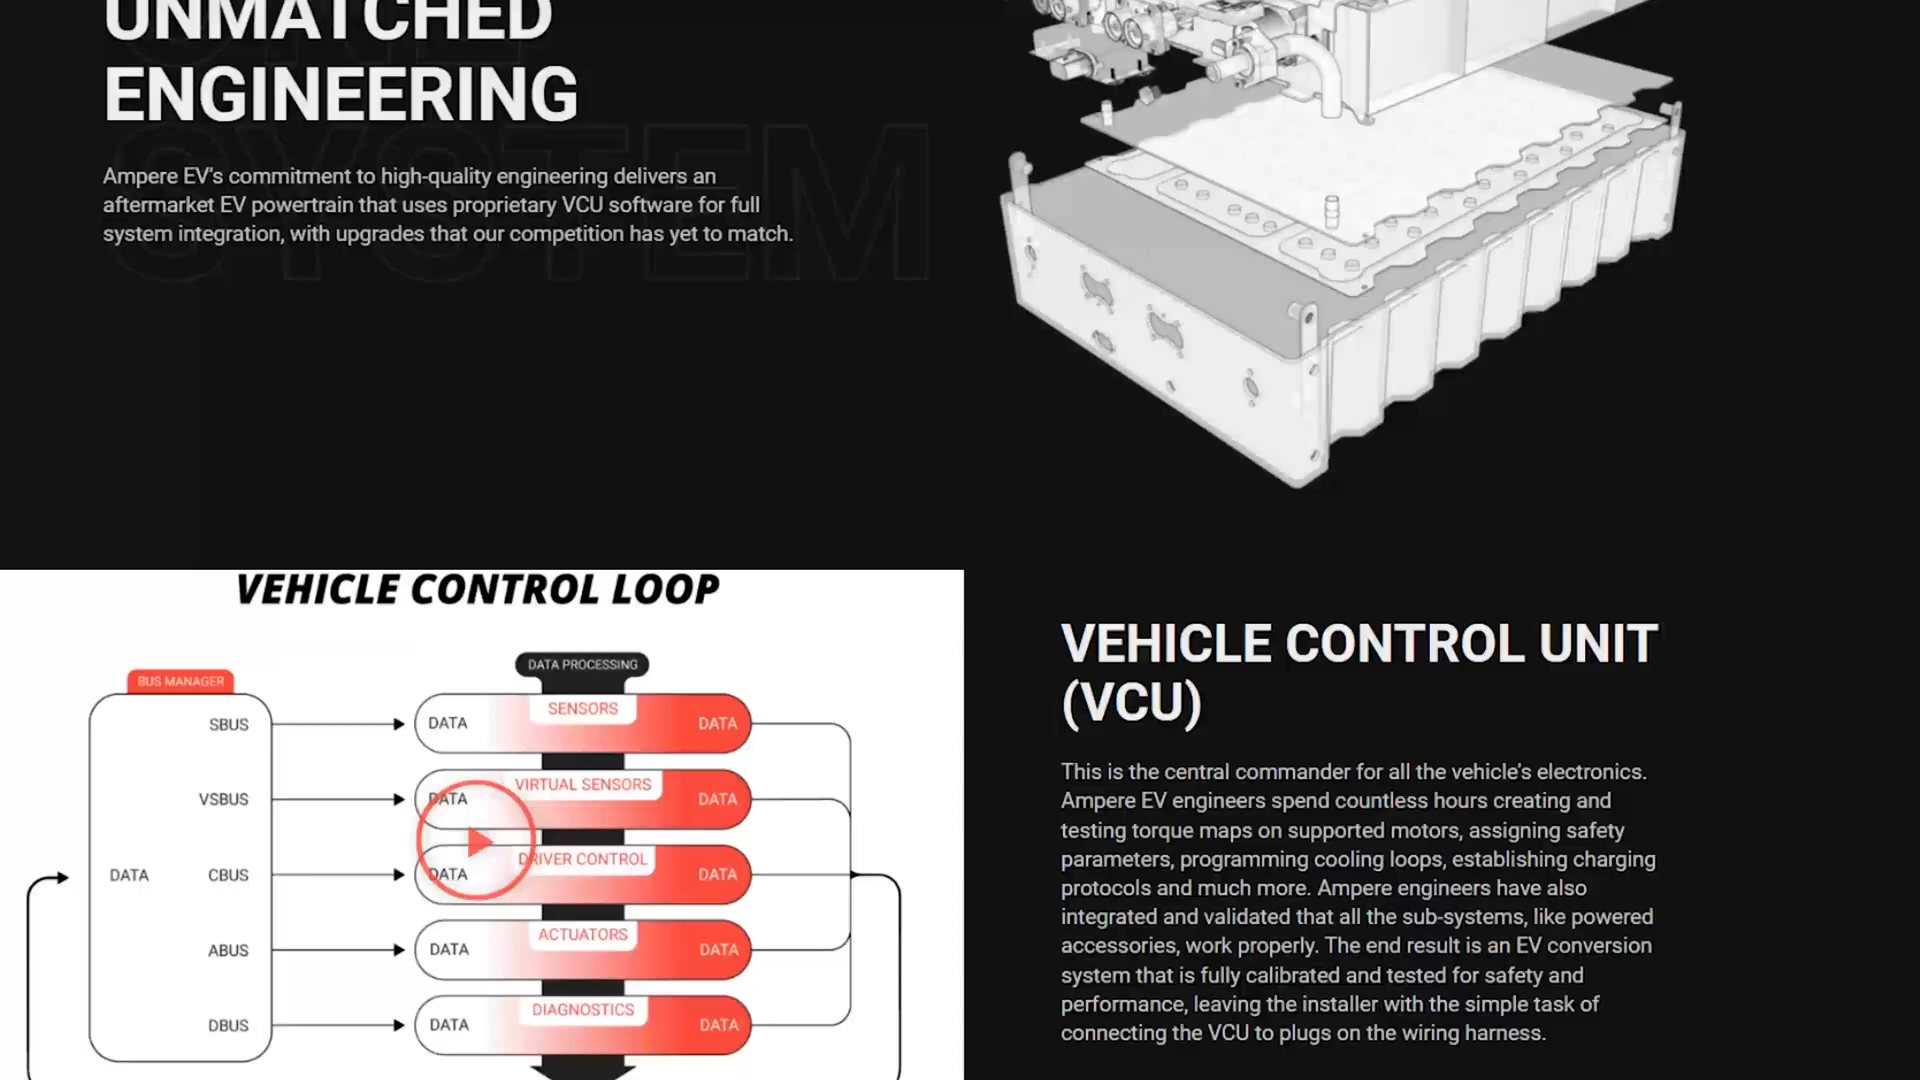 UNMATCHED
ENGINEERING
SYSTEM
Ampere EV's commitment to high-quality engineering delivers an
aftermarket EV powertrain that uses proprietary VCU software for full
system integration, with upgrades that our competition has yet to match.
VEHICLE CONTROL LOOP
DATA PROCESSING
BUS MANAGER
SBUS
DATA
SENSORS
DATA
VSBUS
DATA
VIRTUAL SENSORS
DATA
DATA
CBUS
DATA
DRIVER CONTROL
DATA
ABUS
DATA
ACTUATORS
DATA
DBUS
DATA
DIAGNOSTICS
DATA
VEHICLE CONTROL UNIT
(VCU)
This is the central commander for all the vehicle's electronics.
Ampere EV engineers spend countless hours creating and
testing torque maps on supported motors, assigning safety
parameters, programming cooling loops, establishing charging
protocols and much more. Ampere engineers have also
integrated and validated that all the sub-systems, like powered
accessories, work properly. The end result is an EV conversion
system that is fully calibrated and tested for safety and
performance, leaving the installer with the simple task of
connecting the VCU to plugs on the wiring harness.